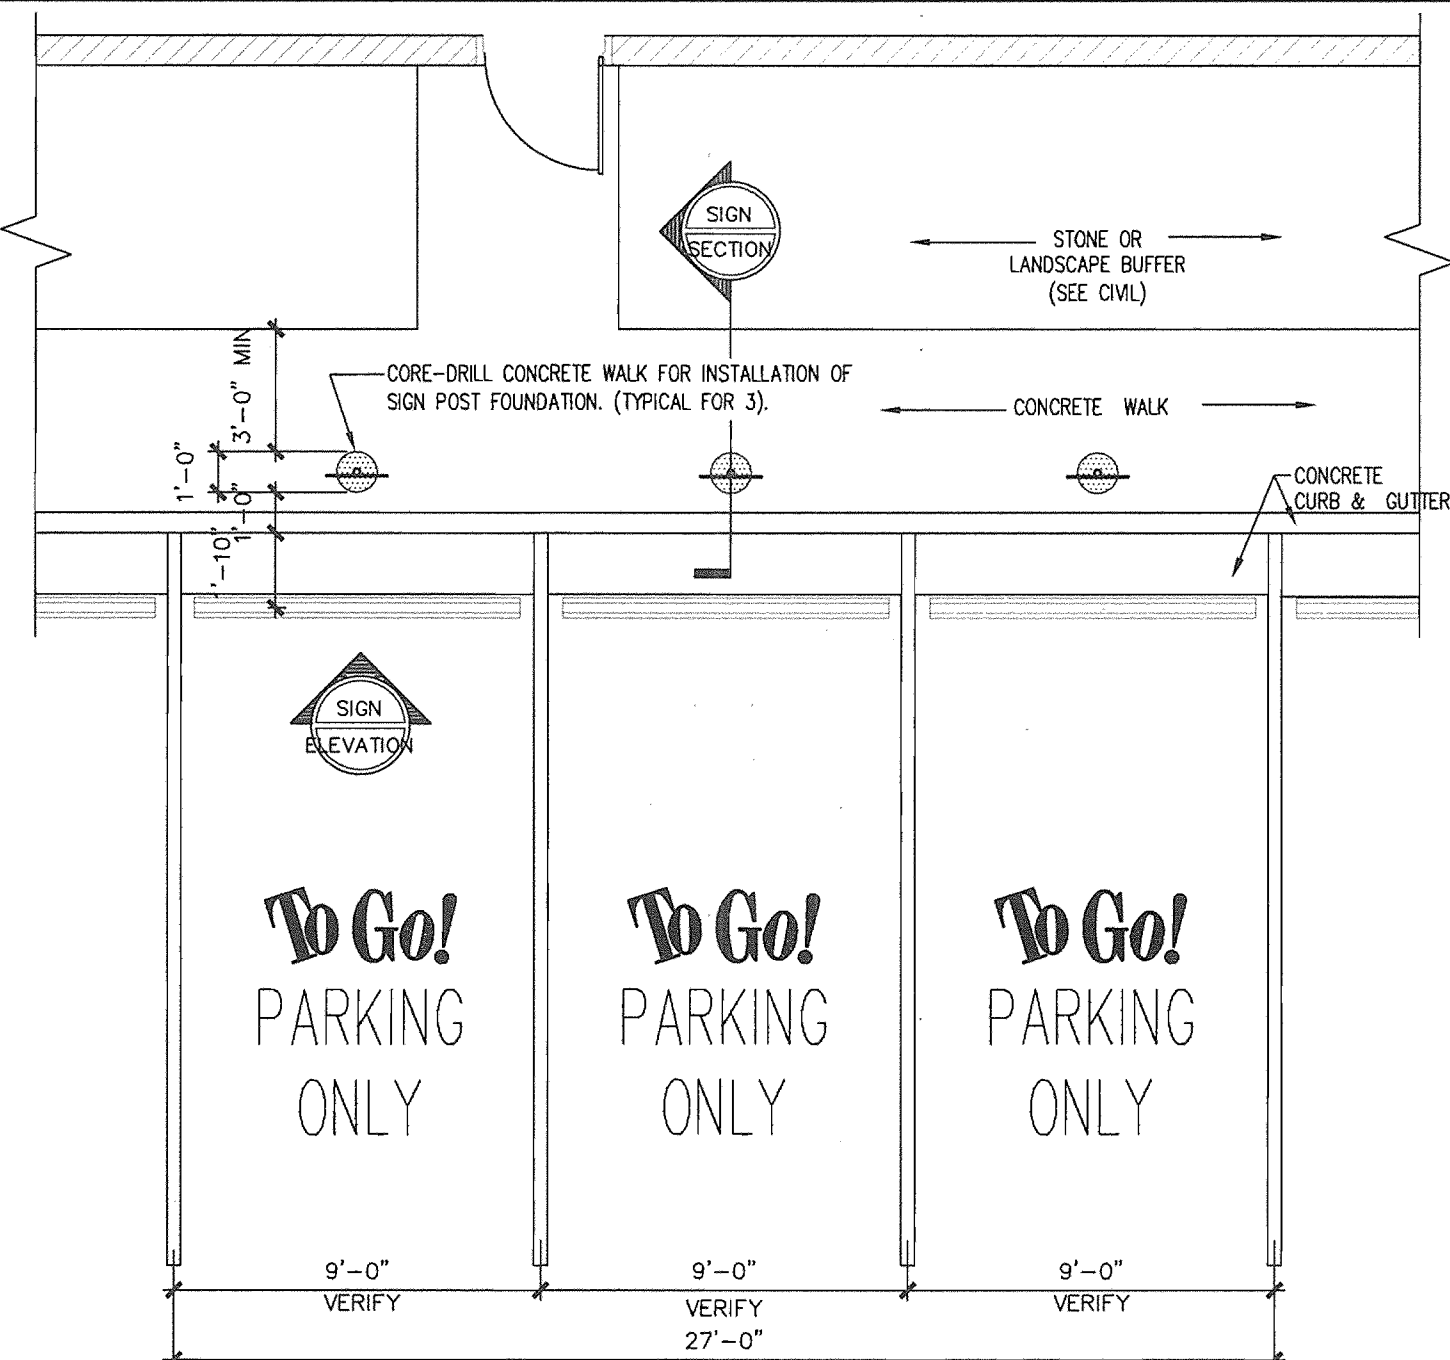 SIGN
SECTION
STONE OR
LANDSCAPE BUFFER
(SEE CIVIL)
3'-0" MIN
CORE-DRILL CONCRETE WALK FOR INSTALLATION OF
SIGN POST FOUNDATION. (TYPICAL FOR 3).
CONCRETE WALK
1'-0"
1'-0"
CONCRETE
CURB & GUTTER
'-10"
SIGN
ELEVATION
To Go!
PARKING
ONLY
To Go!
PARKING
ONLY
To Go!
PARKING
ONLY
9'-0"
VERIFY
9'-0"
VERIFY
9'-0"
VERIFY
27'-0"